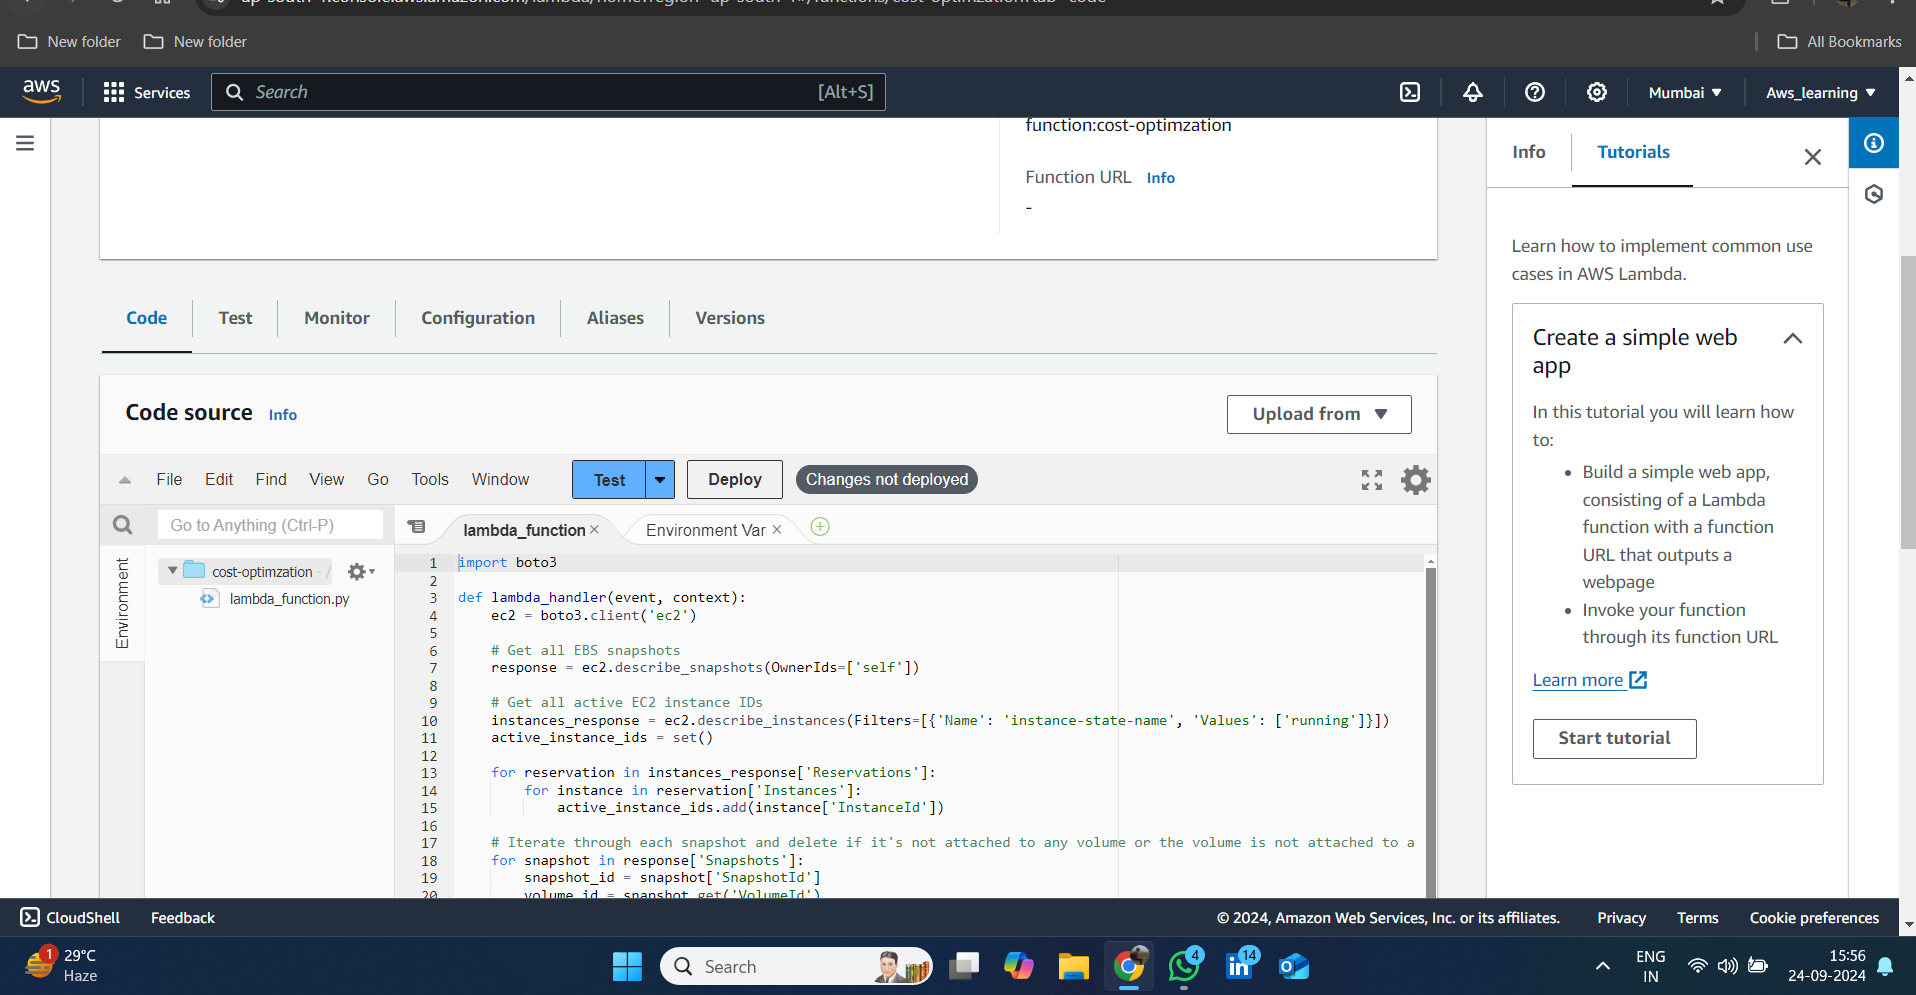 New folder
New folder
All Bookmarks
aws
Services
Search
[Alt+S]
Mumbai
Aws_learning
function:cost-optimzation
Function URL Info
-
Info
Tutorials
Learn how to implement common use
cases in AWS Lambda.
Create a simple web
app
In this tutorial you will learn how
to:
• Build a simple web app,
consisting of a Lambda
function with a function
URL that outputs a
webpage
• Invoke your function
through its function URL
Learn more
Start tutorial
Code
Test
Monitor
Configuration
Aliases
Versions
Code source Info
Upload from
File Edit Find View Go Tools Window
Test
Deploy
Changes not deployed
Go to Anything (Ctrl-P)
lambda_function
Environment Var
Environment
cost-optimzation - /
lambda_function.py
1 import boto3
2
3 def lambda_handler(event, context):
4 ec2 = boto3.client('ec2')
5
6 # Get all EBS snapshots
7 response = ec2.describe_snapshots(OwnerIds=['self'])
8
9 # Get all active EC2 instance IDs
10 instances_response = ec2.describe_instances(Filters=[{'Name': 'instance-state-name', 'Values': ['running']}])
11 active_instance_ids = set()
12
13 for reservation in instances_response['Reservations']:
14 for instance in reservation['Instances']:
15 active_instance_ids.add(instance['InstanceId'])
16
17 # Iterate through each snapshot and delete if it's not attached to any volume or the volume is not attached to a
18 for snapshot in response['Snapshots']:
19 snapshot_id = snapshot['SnapshotId']
20 volume_id = snapshot.get('VolumeId')
CloudShell
Feedback
© 2024, Amazon Web Services, Inc. or its affiliates.
Privacy
Terms
Cookie preferences
1
29°C
Haze
Search
4
14
ENG
IN
15:56
24-09-2024